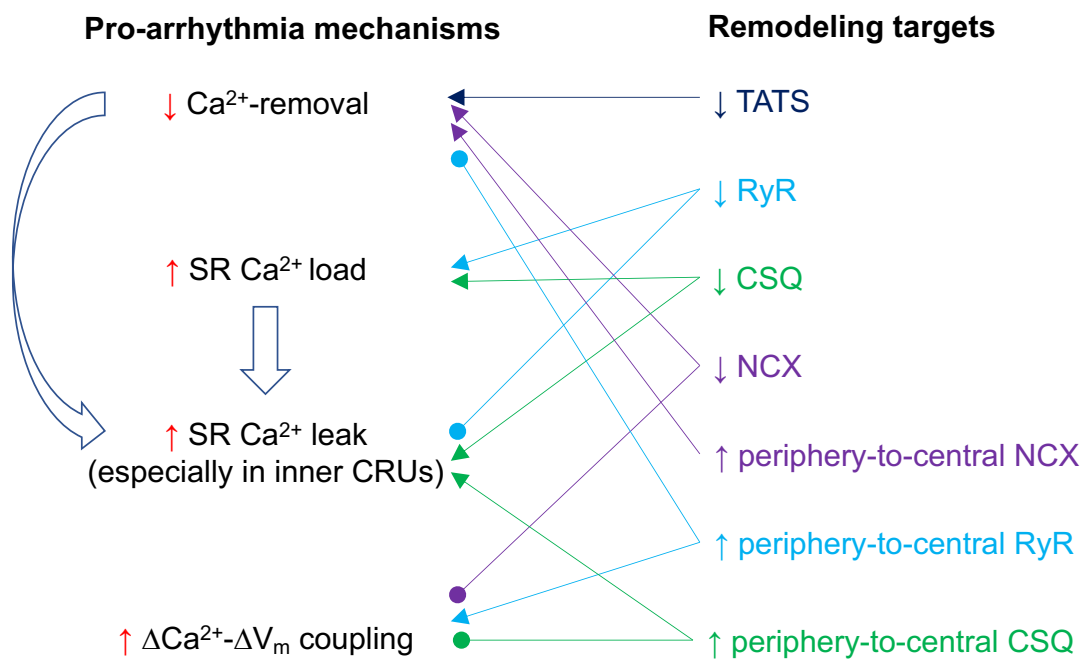 Pro-arrhythmia mechanisms
Remodeling targets
↓ Ca²⁺-removal
↓ TATS
↓ RyR
↑ SR Ca²⁺ load
↓ CSQ
↓ NCX
↑ SR Ca²⁺ leak
(especially in inner CRUs)
↑ periphery-to-central NCX
↑ periphery-to-central RyR
↑ ΔCa²⁺-ΔVₘ coupling
↑ periphery-to-central CSQ